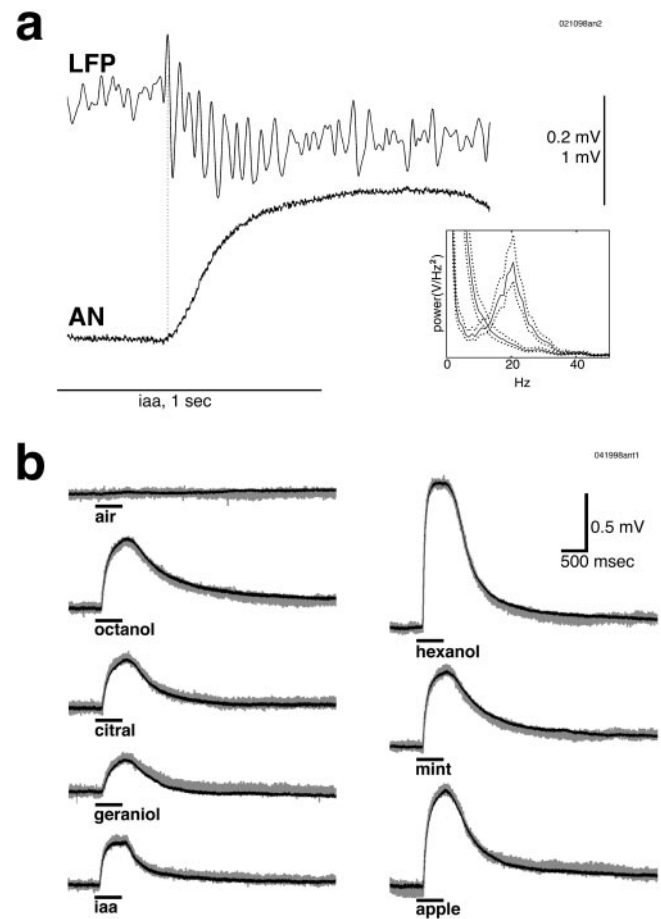 a
021098an2
LFP
0.2 mV
1 mV
AN
power(V/Hz²)
0 20 40
Hz
iaa, 1 sec
b
041998ant1
air
0.5 mV
500 msec
octanol
hexanol
citral
mint
geraniol
iaa
apple